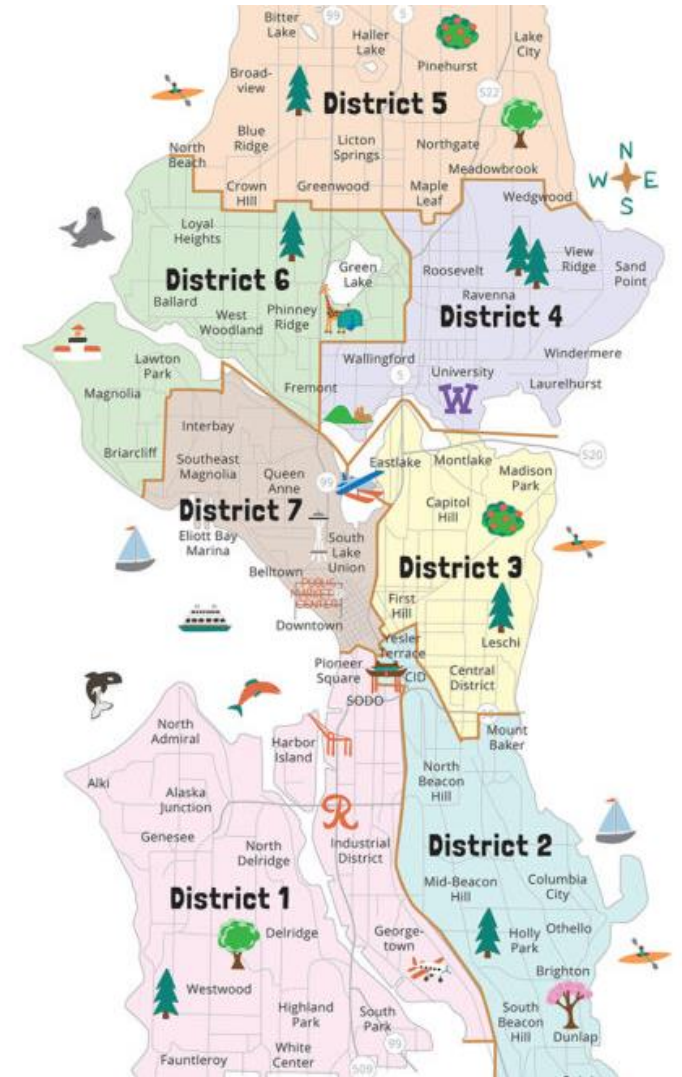 Bitter
Lake
99
5
Haller
Lake
Lake
City
Pinehurst
Broad-
view
District 5
522
Blue
Ridge
Licton
Springs
Northgate
North
Beach
Meadowbrook
Crown
Hill
Greenwood
Maple
Leaf
Wedgwood
N
W E
S
Loyal
Heights
District 6
Green
Lake
Roosevelt
View
Ridge
Sand
Point
Ravenna
Ballard
West
Woodland
Phinney
Ridge
District 4
Wallingford
Windermere
Lawton
Park
5
University
Laurelhurst
Magnolia
Fremont
W
Interbay
Briarcliff
Southeast
Magnolia
Queen
Anne
99
Eastlake
Montlake
520
Madison
Park
District 7
Capitol
Hill
Eliott Bay
Marina
South
Lake
Union
Belltown
District 3
PUBLIC
MARKET
CENTER
First
Hill
Downtown
Yesler
Terrace
Leschi
Pioneer
Square
CID
Central
District
SODO
North
Admiral
Harbor
Island
Mount
Baker
Alki
North
Beacon
Hill
Alaska
Junction
R
Genesee
North
Delridge
Industrial
District
District 2
District 1
Mid-Beacon
Hill
Columbia
City
Delridge
George-
town
Holly
Park
Othello
Westwood
Brighton
Highland
Park
South
Park
South
Beacon
Hill
Dunlap
White
Center
99
Fauntleroy
509